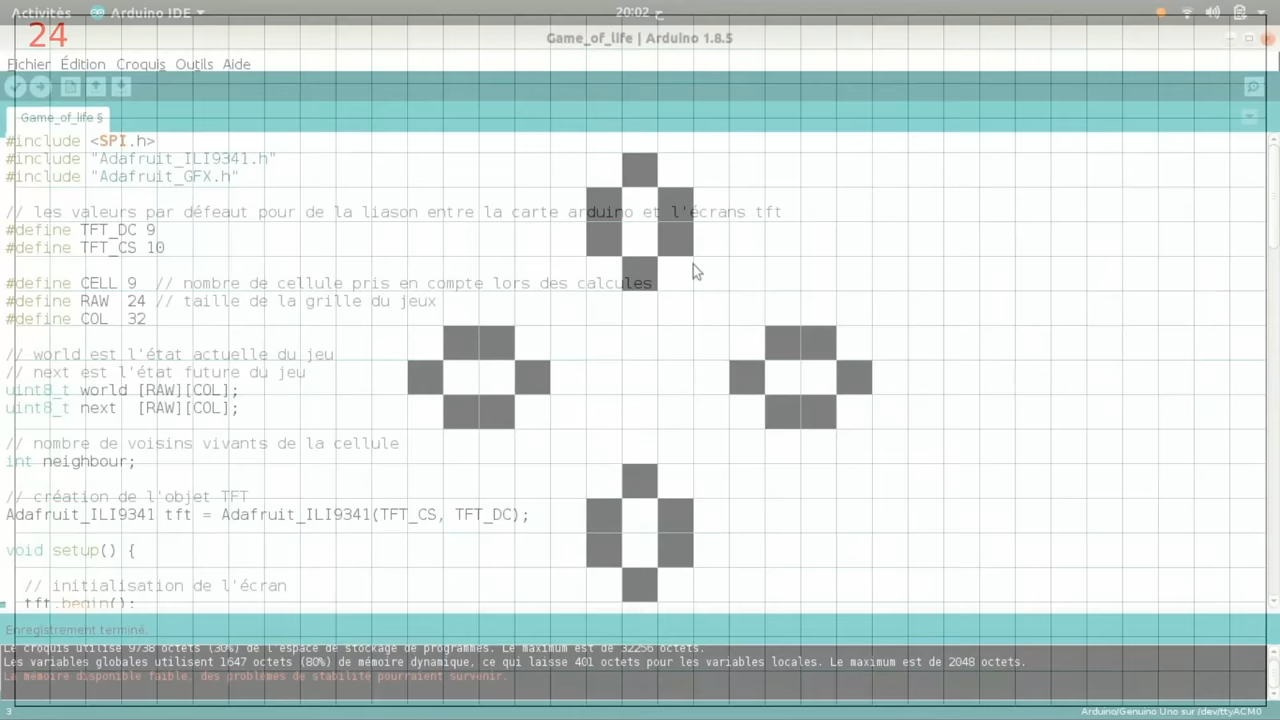 Activités Arduino IDE 20:02 ح
24
Game_of_life | Arduino 1.8.5
Fichier Édition Croquis Outils Aide
Game_of_life §
#include <SPI.h>
#include "Adafruit_ILI9341.h"
#include "Adafruit_GFX.h"
// les valeurs par défeaut pour de la liason entre la carte arduino et l'écrans tft
#define TFT_DC 9
#define TFT_CS 10
#define CELL 9 // nombre de cellule pris en compte lors des calcules
#define RAW 24 // taille de la grille du jeux
#define COL 32
// world est l'état actuelle du jeu
// next est l'état future du jeu
uint8_t world [RAW][COL];
uint8_t next [RAW][COL];
// nombre de voisins vivants de la cellule
int neighbour;
// création de l'objet TFT
Adafruit_ILI9341 tft = Adafruit_ILI9341(TFT_CS, TFT_DC);
void setup() {
// initialisation de l'écran
tft.begin();
Enregistrement terminé.
Le croquis utilise 9738 octets (30%) de l'espace de stockage de programmes. Le maximum est de 32256 octets.
Les variables globales utilisent 1647 octets (80%) de mémoire dynamique, ce qui laisse 401 octets pour les variables locales. Le maximum est de 2048 octets.
La mémoire disponible faible, des problèmes de stabilité pourraient survenir.
3 Arduino/Genuino Uno sur /dev/ttyACM0